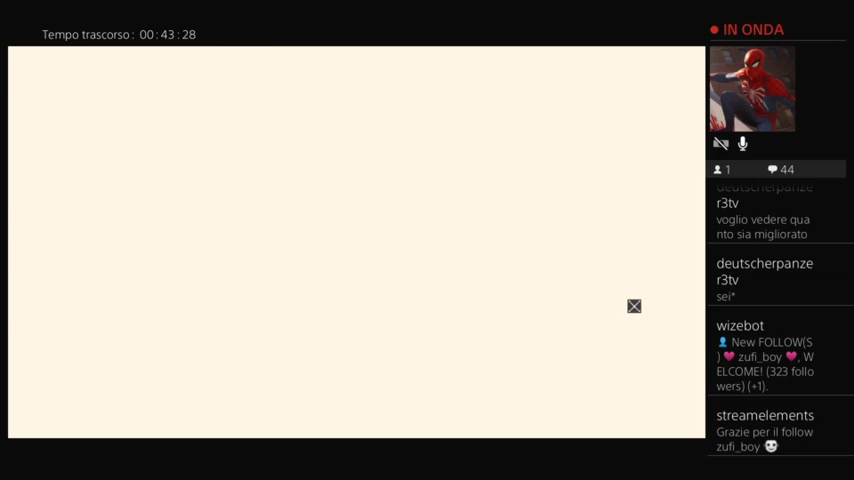 Tempo trascorso: 00:43:28
IN ONDA
1 44
deutscherpanze
r3tv
voglio vedere qua
nto sia migliorato
deutscherpanze
r3tv
sei*
wizebot
New FOLLOW(S
) zufi_boy , W
ELCOME! (323 follo
wers) (+1).
streamelements
Grazie per il follow
zufi_boy